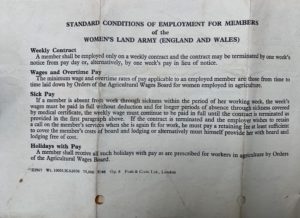 STANDARD CONDITIONS OF EMPLOYMENT FOR MEMBERS
of the
WOMEN'S LAND ARMY (ENGLAND AND WALES)
Weekly Contract
A member shall be employed only on a weekly contract and the contract may be terminated by one week's
notice from pay day or, alternatively, by one week's pay in lieu of notice.
Wages and Overtime Pay
The minimum wage and overtime rates of pay applicable to an employed member are those from time to
time laid down by Orders of the Agricultural Wages Board for women employed in agriculture.
Sick Pay
If a member is absent from work through sickness within the period of her working week, the week's
wages must be paid in full without deduction and for longer periods of absence through sickness covered
by medical certificate, the weekly wage must continue to be paid in full until the contract is terminated as
provided in the first paragraph above. If the contract is terminated and the employer wishes to retain
a call on the member's services when she is again fit for work, he must pay a retaining fee at least sufficient
to cover the member's costs of board and lodging or alternatively must himself provide her with board and
lodging free of cost.
Holidays with Pay
A member shall receive all such holidays with pay as are prescribed for workers in agriculture by Orders
of the Agricultural Wages Board.
Ltd., London